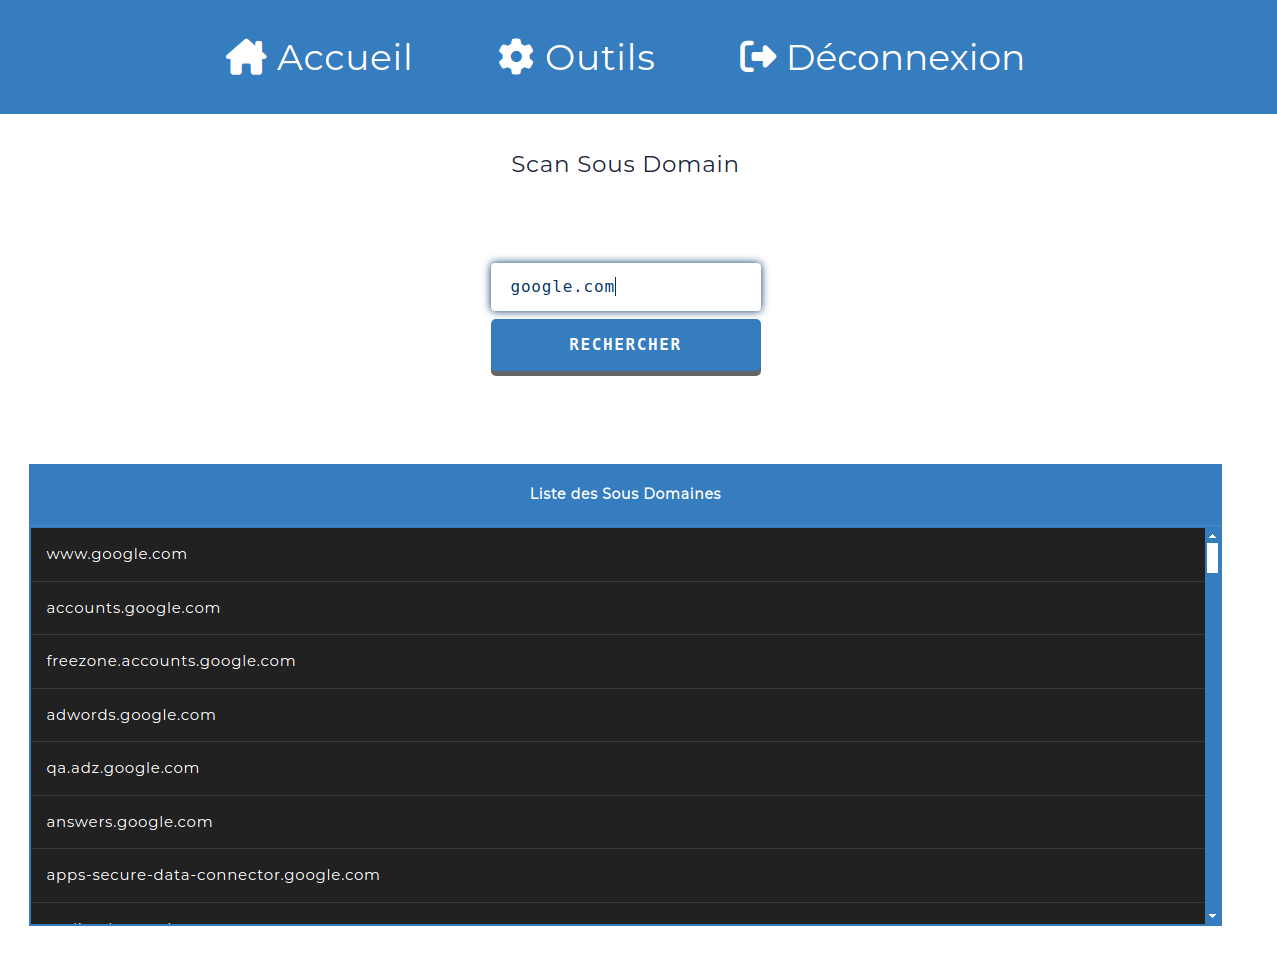 Accueil Outils Déconnexion
Scan Sous Domain
google.com
RECHERCHER
Liste des Sous Domaines
www.google.com
accounts.google.com
freezone.accounts.google.com
adwords.google.com
qa.adz.google.com
answers.google.com
apps-secure-data-connector.google.com